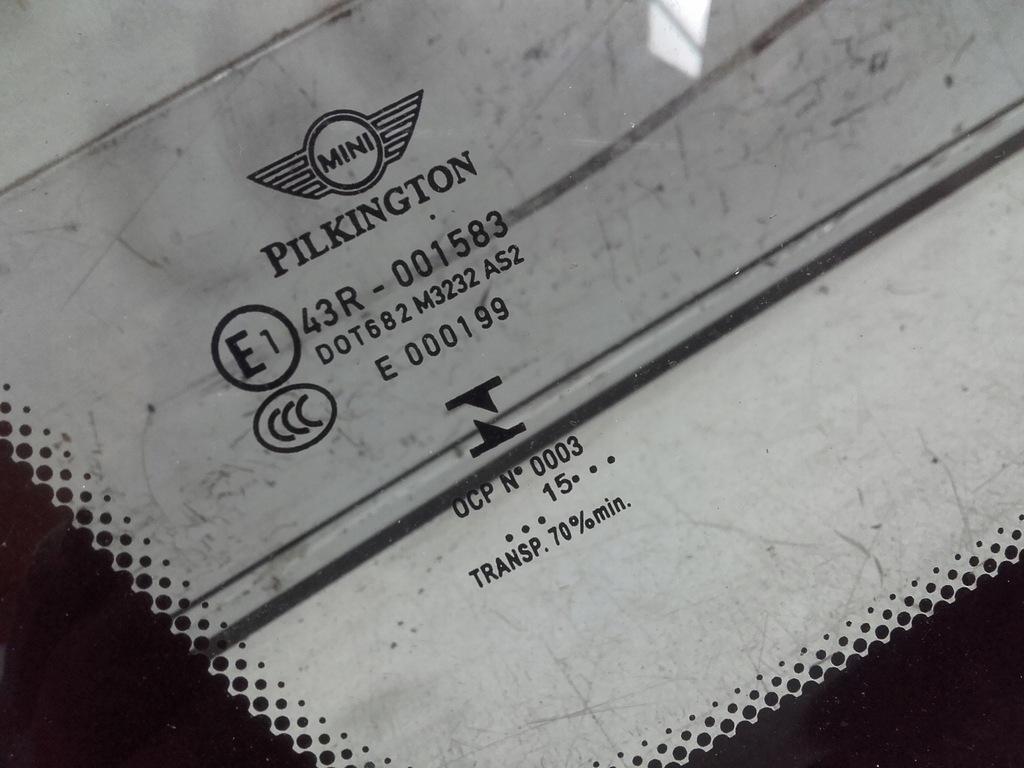 MINI
PILKINGTON
E1 43R - 001583
DOT682 M3232 AS2
E 000199
CCC
OCP N° 0003
15
TRANSP. 70%min.